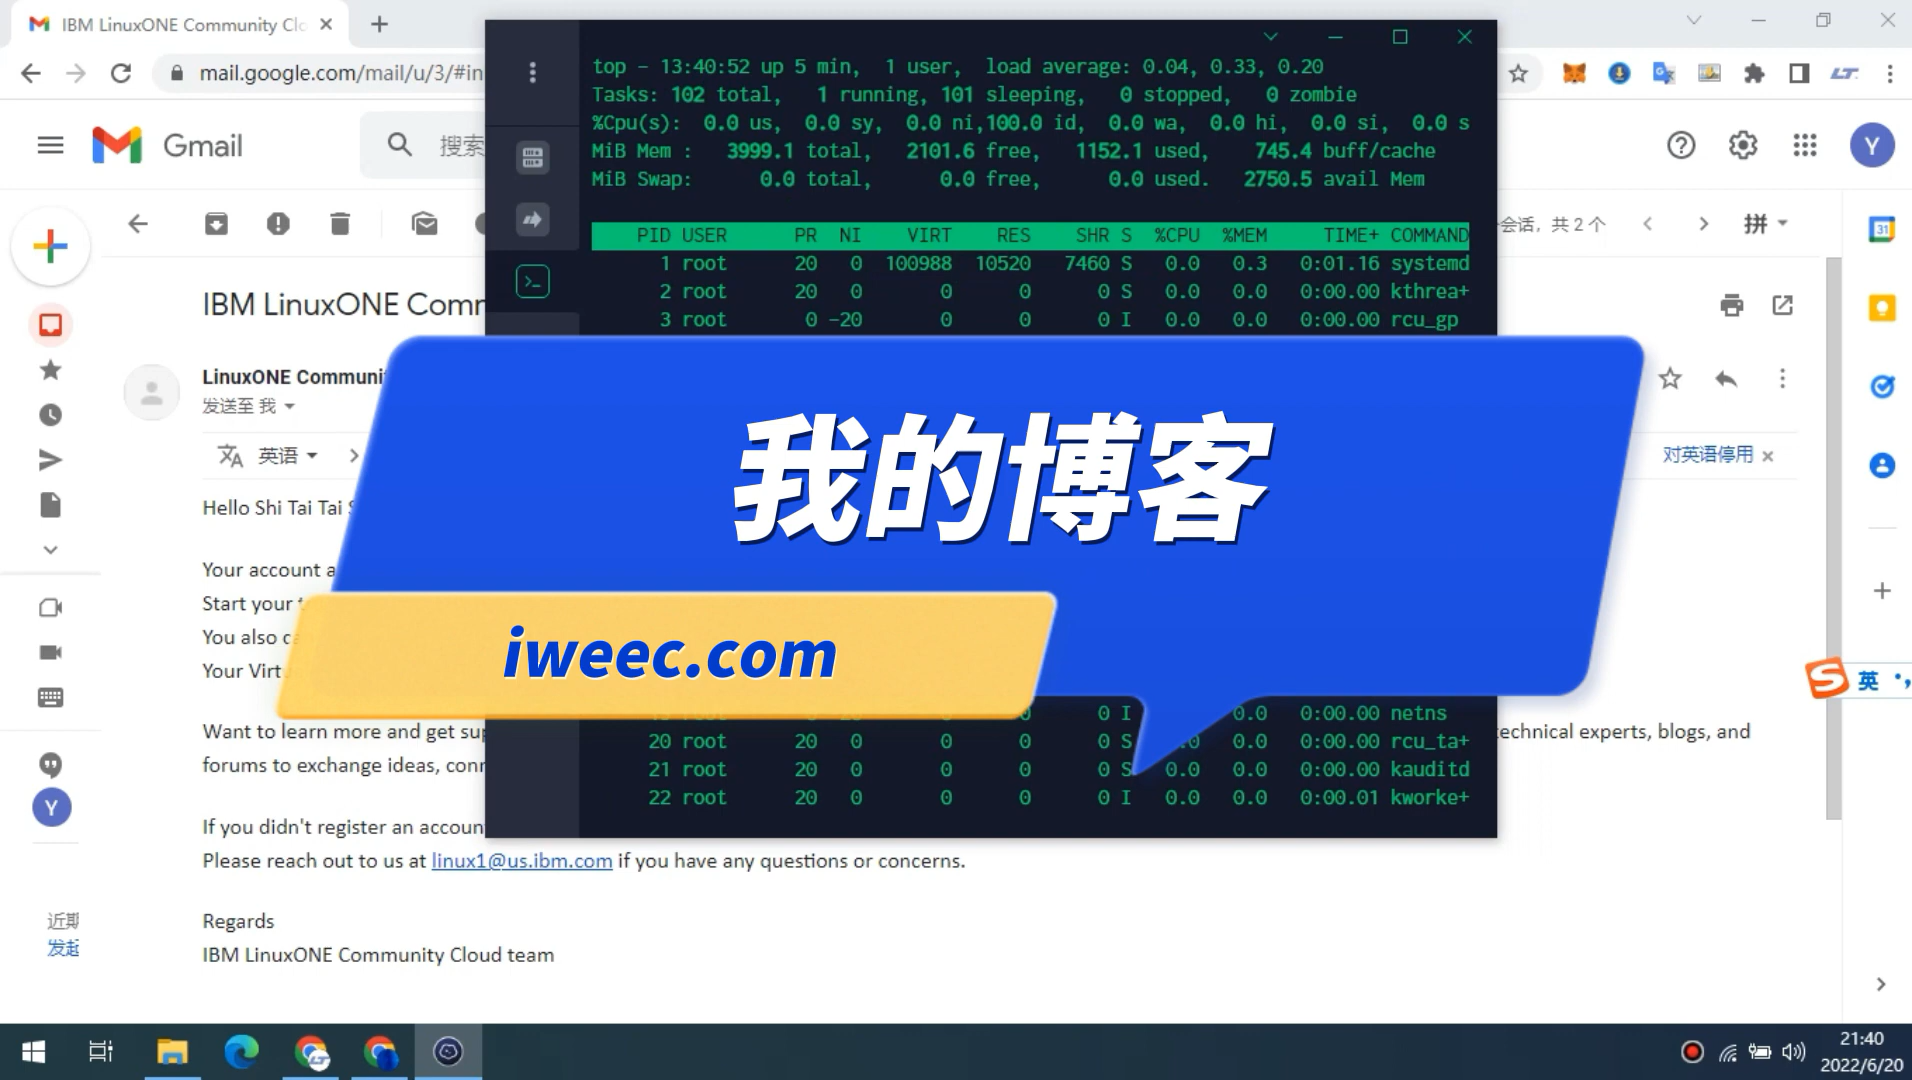 IBM LinuxONE Community Clo
mail.google.com/mail/u/3/#in
Gmail
搜索
Y
会话，共 2 个
拼
31
IBM LinuxONE Comm
LinuxONE Communi
发送至 我
英语
对英语停用
Hello Shi Tai Tai
Your account a
Start your
You also c
Your Virt
Want to learn more and get sup
technical experts, blogs, and
forums to exchange ideas, conn
If you didn't register an accoun
Please reach out to us at linux1@us.ibm.com if you have any questions or concerns.
Regards
IBM LinuxONE Community Cloud team
Y
近期
发起
top - 13:40:52 up 5 min,  1 user,  load average: 0.04, 0.33, 0.20
Tasks: 102 total,   1 running, 101 sleeping,   0 stopped,   0 zombie
%Cpu(s):  0.0 us,  0.0 sy,  0.0 ni,100.0 id,  0.0 wa,  0.0 hi,  0.0 si,  0.0 s
MiB Mem :   3999.1 total,   2101.6 free,   1152.1 used,    745.4 buff/cache
MiB Swap:      0.0 total,      0.0 free,      0.0 used.   2750.5 avail Mem
PID USER      PR  NI    VIRT    RES    SHR S  %CPU  %MEM     TIME+ COMMAND
1 root      20   0  100988  10520   7460 S   0.0   0.3   0:01.16 systemd
2 root      20   0       0      0      0 S   0.0   0.0   0:00.00 kthrea+
3 root       0 -20       0      0      0 I   0.0   0.0   0:00.00 rcu_gp
我的博客
iweec.com
0 I 0.0 0:00.00 netns
20 root      20   0       0      0      0 S   0.0   0:00.00 rcu_ta+
21 root      20   0       0      0      0 S   0.0   0.0   0:00.00 kauditd
22 root      20   0       0      0      0 I   0.0   0.0   0:00.01 kworke+
英
21:40
2022/6/20